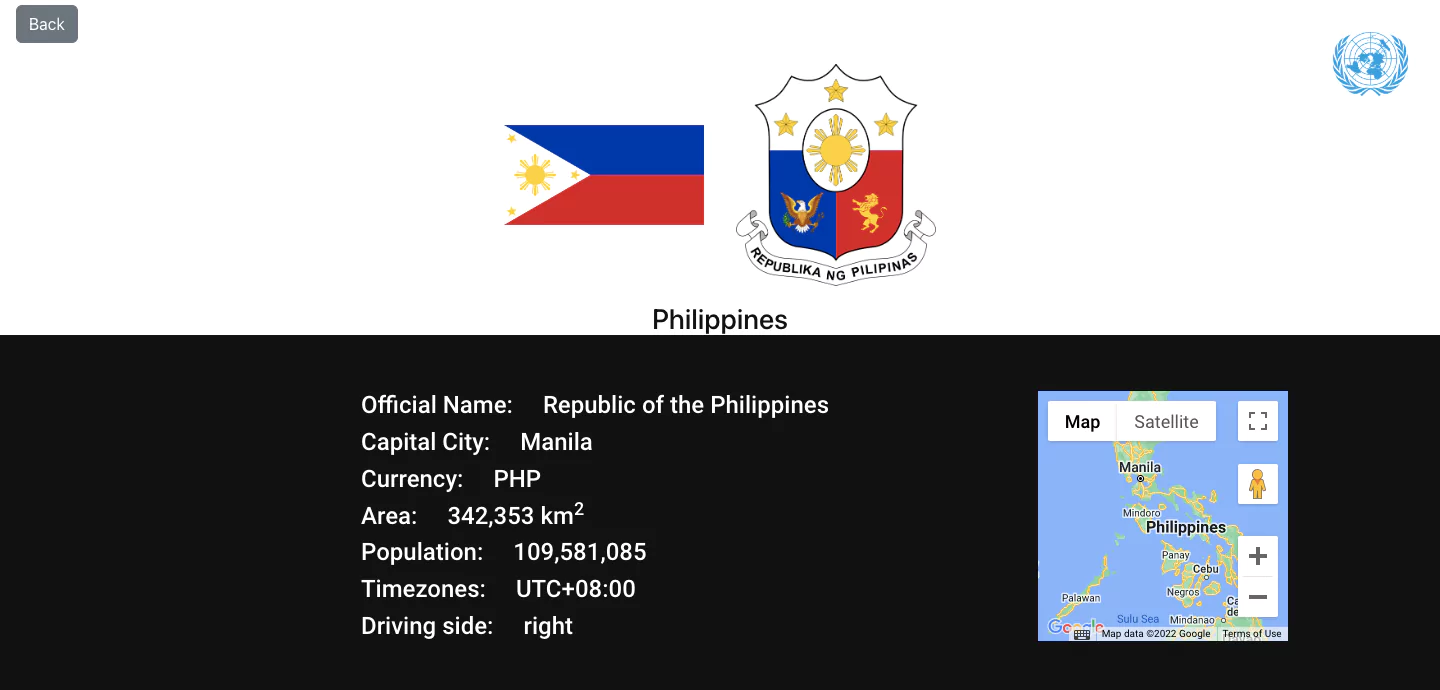 Back
REPUBLIKA NG PILIPINAS
Philippines
Official Name: Republic of the Philippines
Capital City: Manila
Currency: PHP
Area: 342,353 km²
Population: 109,581,085
Timezones: UTC+08:00
Driving side: right
Map Satellite
Manila
Mindoro
Philippines
Panay
Cebu
Negros
Palawan
Sulu Sea
Mindanao
Google
Map data ©2022 Google Terms of Use